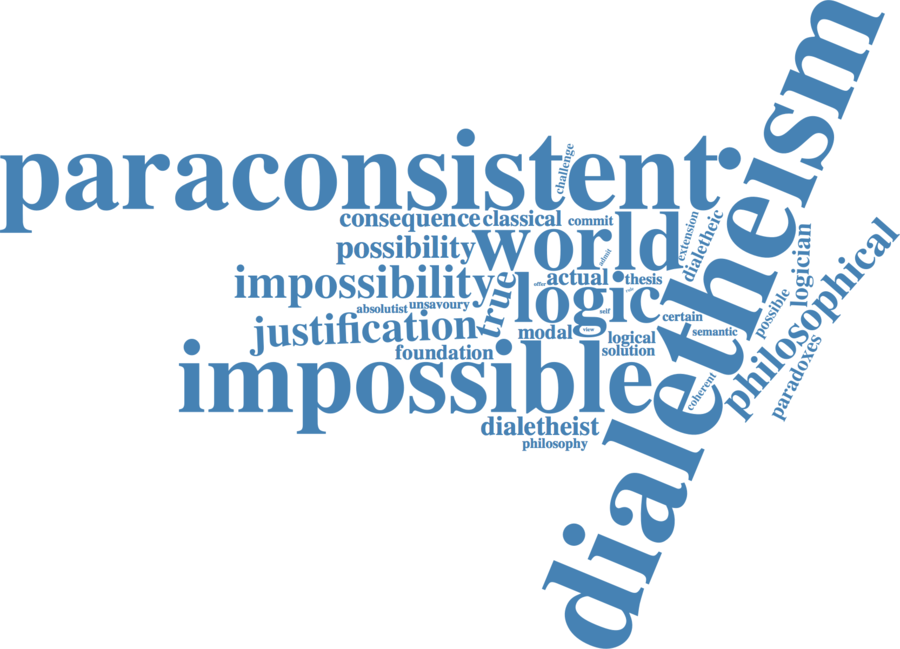 dialetheism
paraconsistent
challenge
consequence
classical
commit
world
extension
dialetheic
possibility
admit
logician
philosophical
impossibility
true
offer
actual
thesis
absolutist
unsavoury
logic
self
certain
possible
justification
modal
view
logical
semantic
foundation
solution
paradoxes
impossible
coherent
dialetheist
philosophy